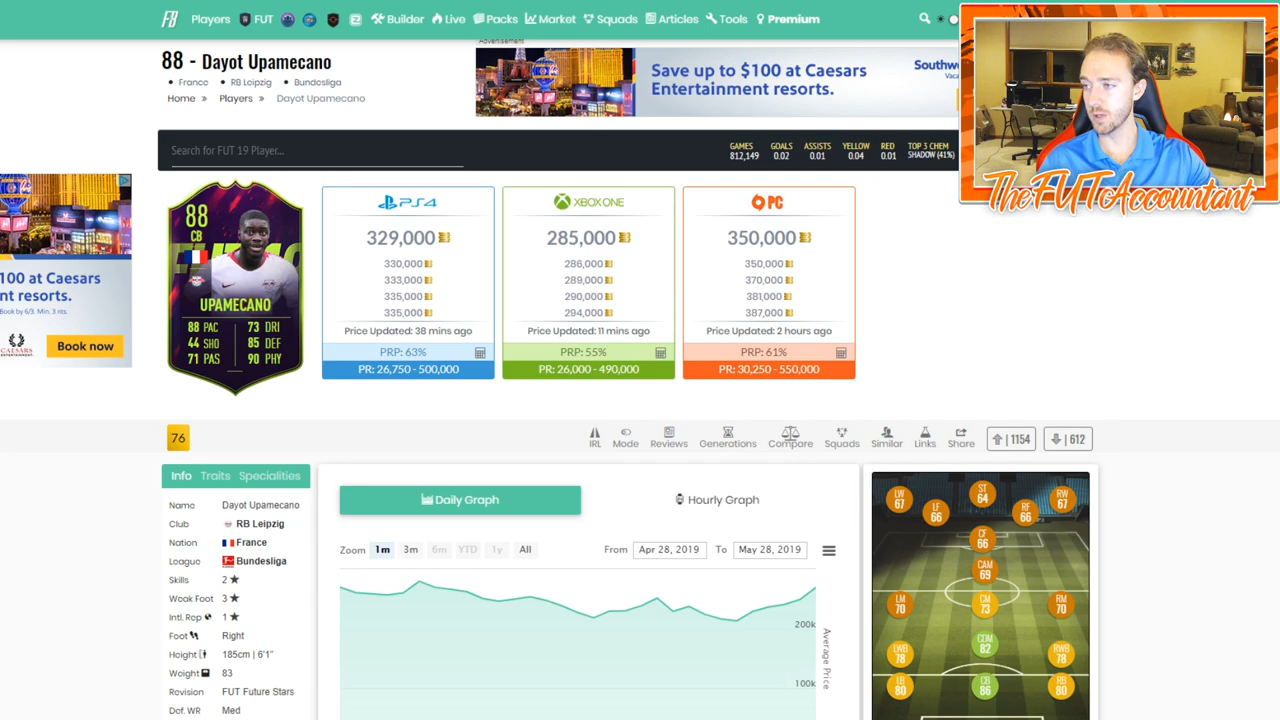 F8 Players FUT Builder Live Packs Market Squads Articles Tools Premium
Advertisement
88 - Dayot Upamecano
• France • RB Leipzig • Bundesliga
Home » Players » Dayot Upamecano
Save up to $100 at Caesars
Entertainment resorts.
Southw
Vaca
Search for FUT 19 Player...
GAMES
812,149
GOALS
0.02
ASSISTS
0.01
YELLOW
0.04
RED
0.01
TOP 3 CHEM
SHADOW (41%)
TheFUTAccountant
100 at Caesars
nt resorts.
Book by 6/3. Min. 3 nts.
CAESARS
ENTERTAINMENT
Book now
88
CB
UPAMECANO
88 PAC
44 SHO
71 PAS
73 DRI
85 DEF
90 PHY
PS4
329,000
330,000
333,000
335,000
335,000
Price Updated: 38 mins ago
PRP: 63%
PR: 26,750 - 500,000
XBOX ONE
285,000
286,000
289,000
290,000
294,000
Price Updated: 11 mins ago
PRP: 55%
PR: 26,000 - 490,000
PC
350,000
350,000
370,000
381,000
387,000
Price Updated: 2 hours ago
PRP: 61%
PR: 30,250 - 550,000
76
IRL Mode Reviews Generations Compare Squads Similar Links Share
1154
612
Info Traits Specialities
Name Dayot Upamecano
Club RB Leipzig
Nation France
League Bundesliga
Skills 2
Weak Foot 3
Intl. Rep 1
Foot Right
Height 185cm | 6'1"
Weight 83
Revision FUT Future Stars
Def. WR Med
Daily Graph
Hourly Graph
Zoom 1m 3m 6m YTD 1y All
From Apr 28, 2019 To May 28, 2019
200k
100k
Average Price
LW
67
LF
66
ST
64
RF
66
RW
67
CF
66
CAM
69
LM
70
CM
73
RM
70
CDM
82
LWB
78
RWB
78
LB
80
CB
86
RB
80